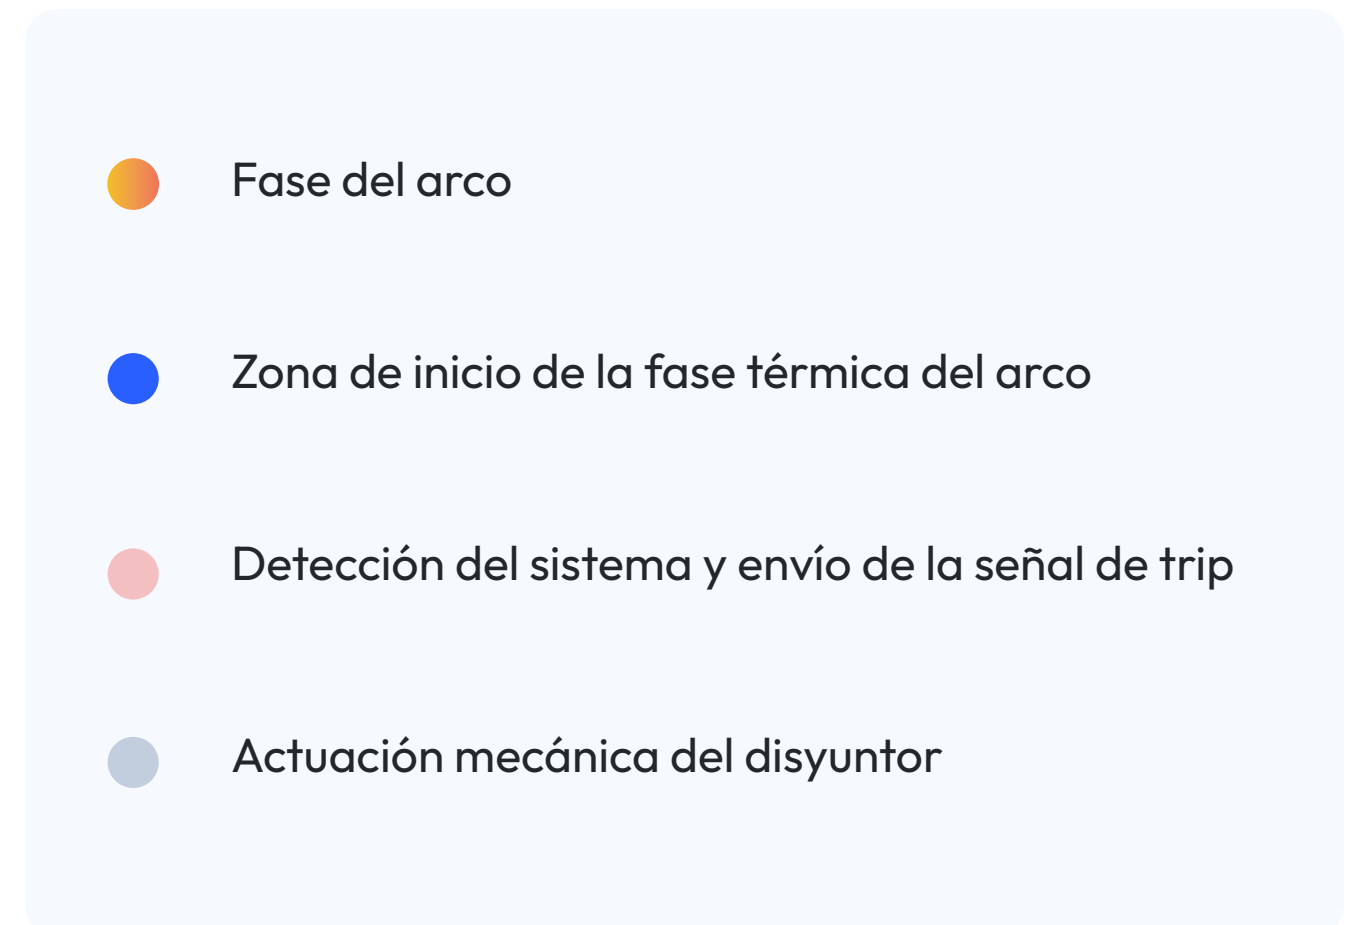 Fase del arco
Zona de inicio de la fase térmica del arco
Detección del sistema y envío de la señal de trip
Actuación mecánica del disyuntor